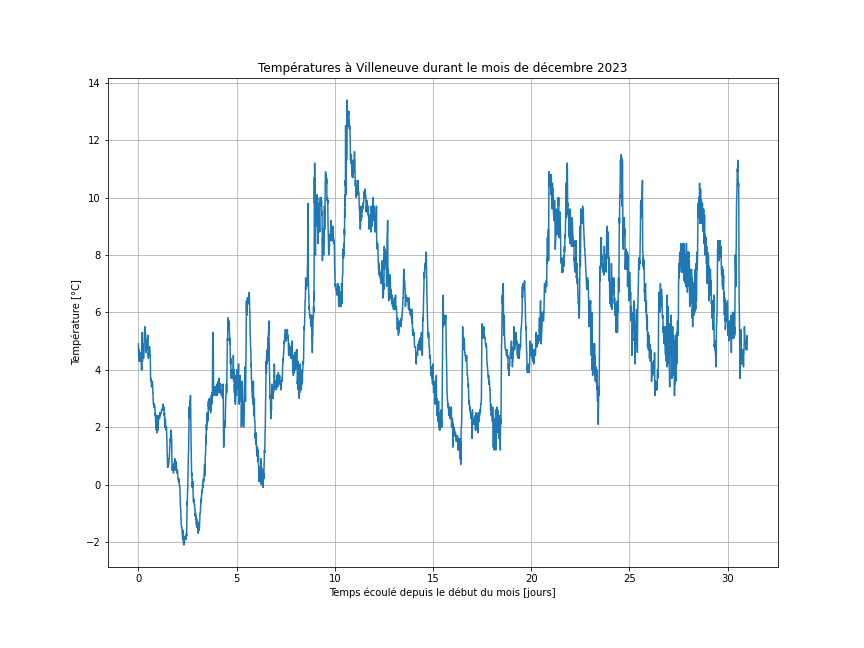 Températures à Villeneuve durant le mois de décembre 2023
14
12
10
8
6
4
2
0
−2
Température [°C]
0 5 10 15 20 25 30
Temps écoulé depuis le début du mois [jours]